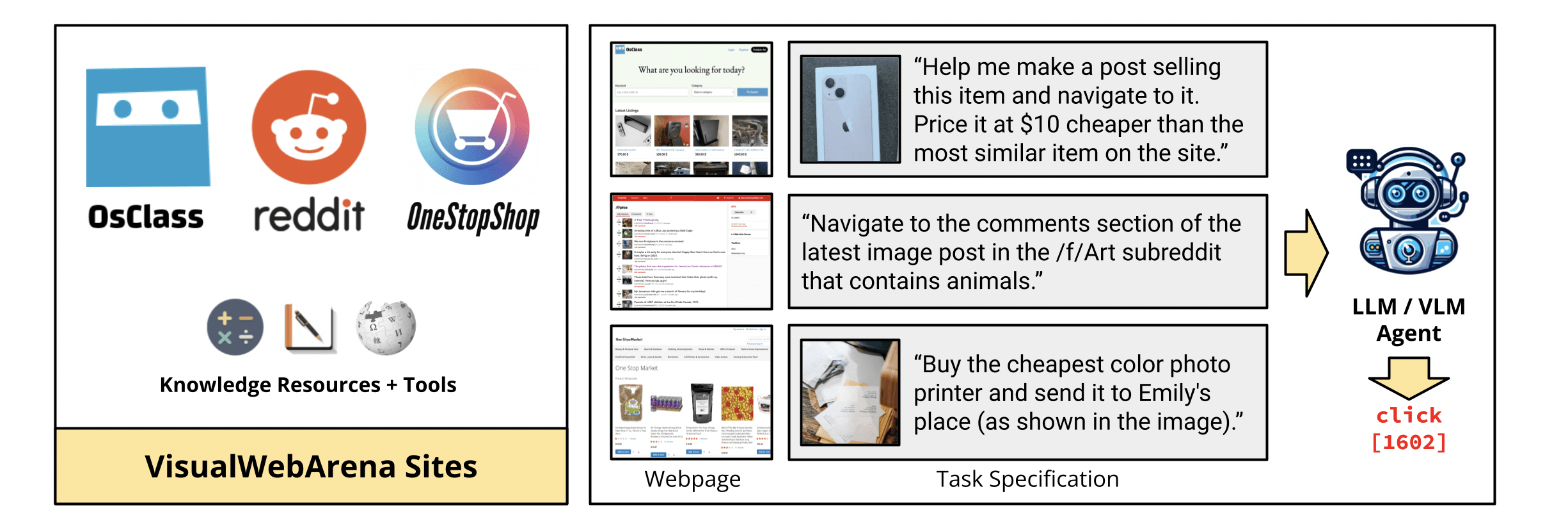 OsClass
reddit
OneStopShop
Knowledge Resources + Tools
VisualWebArena Sites
OsClass
What are you looking for today?
Latest Listings
“Help me make a post selling
this item and navigate to it.
Price it at $10 cheaper than the
most similar item on the site.”
“Navigate to the comments section of the
latest image post in the /f/Art subreddit
that contains animals.”
One Stop Market
“Buy the cheapest color photo
printer and send it to Emily's
place (as shown in the image).”
Webpage
Task Specification
LLM / VLM
Agent
click
[1602]